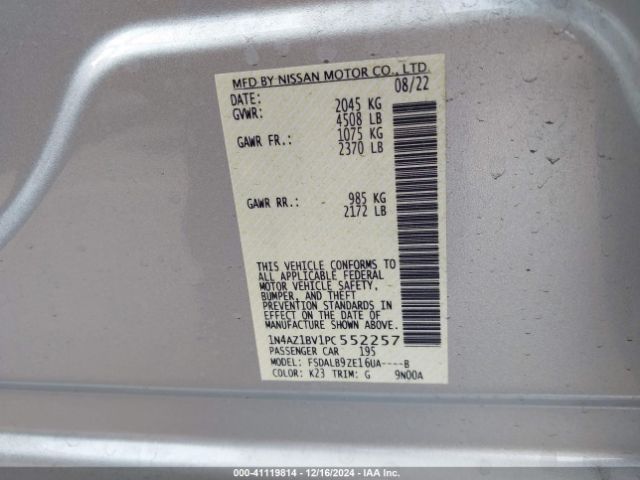 MFD BY NISSAN MOTOR CO., LTD.
DATE: 08/22
GVWR: 2045 KG
4508 LB
GAWR FR.: 1075 KG
2370 LB
GAWR RR.: 985 KG
2172 LB
THIS VEHICLE CONFORMS TO
ALL APPLICABLE FEDERAL
MOTOR VEHICLE SAFETY,
BUMPER, AND THEFT
PREVENTION STANDARDS IN
EFFECT ON THE DATE OF
MANUFACTURE SHOWN ABOVE.
1N4AZ1BV1PC 552257
PASSENGER CAR 195
MODEL: FSDALB9ZE16UA----B
COLOR: K23 TRIM: G 9N00A
000-41119814 - 12/16/2024 - IAA Inc.